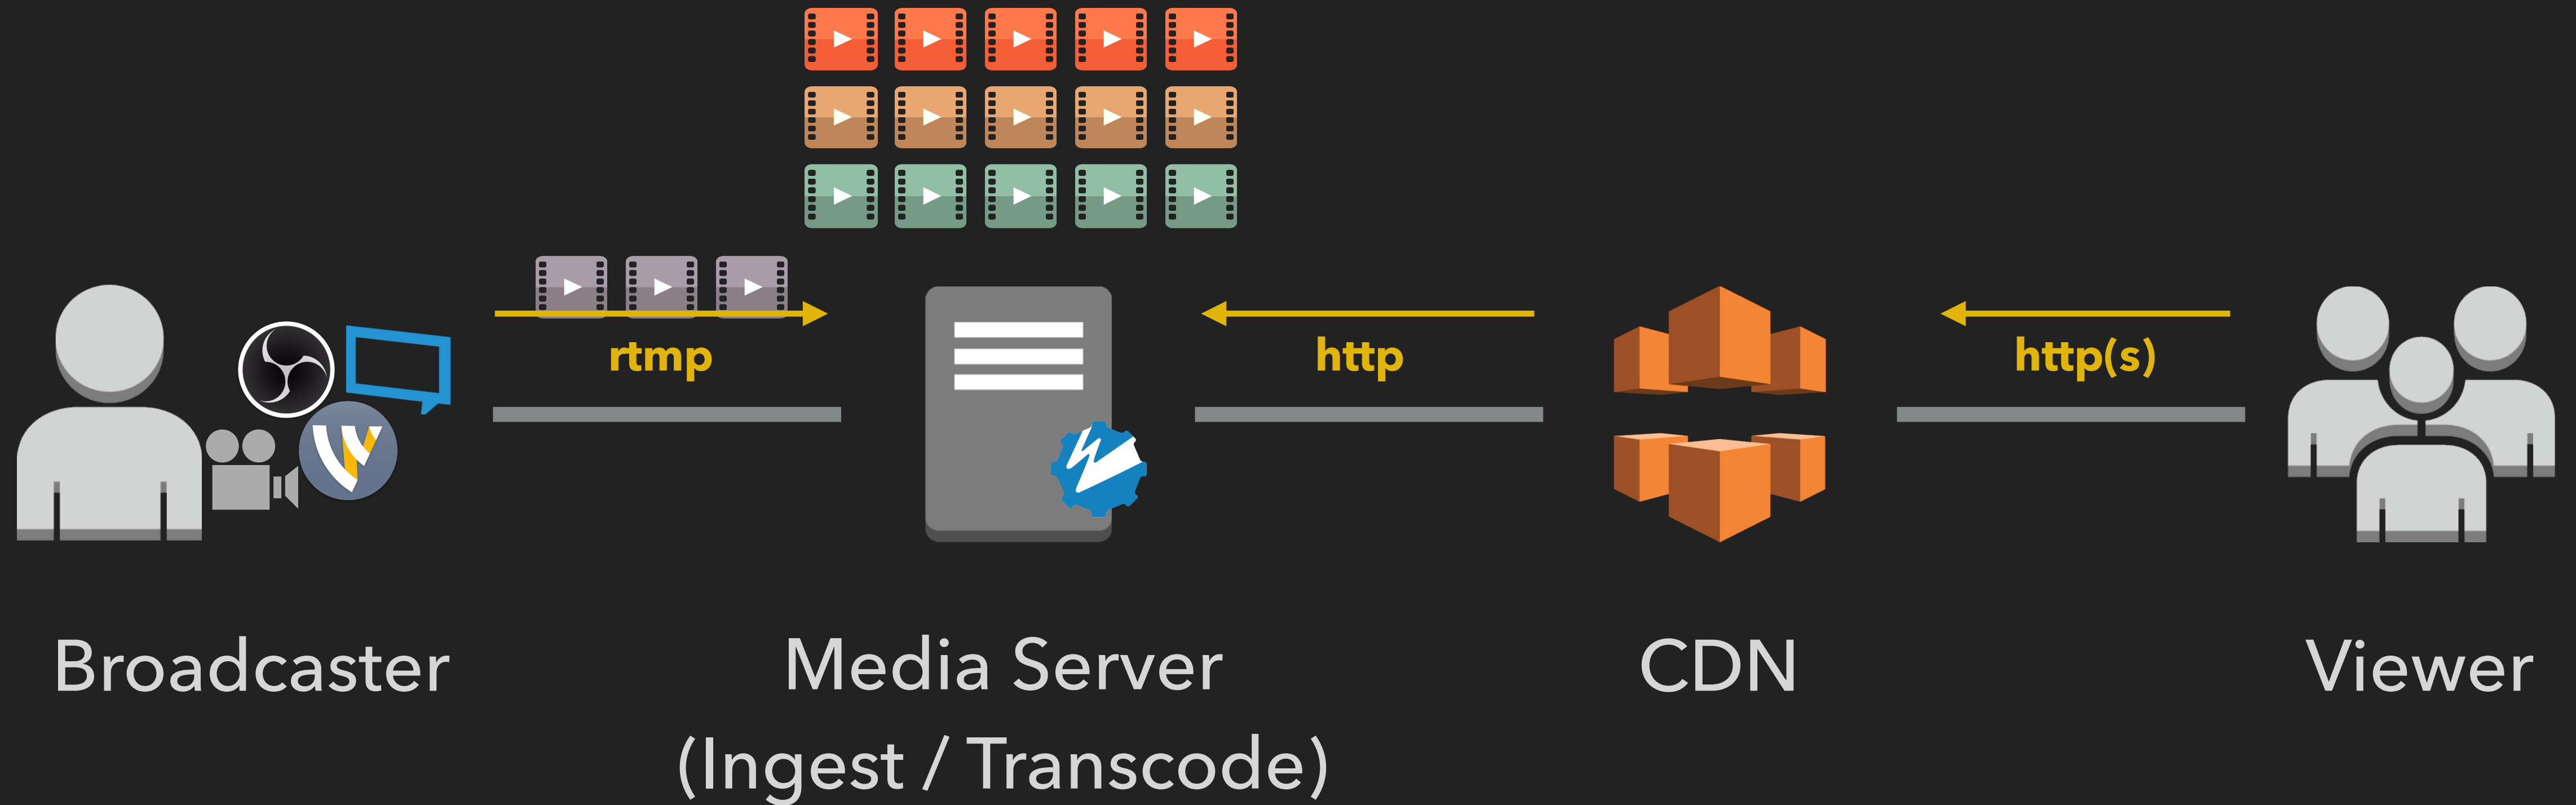 rtmp
http
http(s)
Broadcaster
Media Server
(Ingest / Transcode)
CDN
Viewer